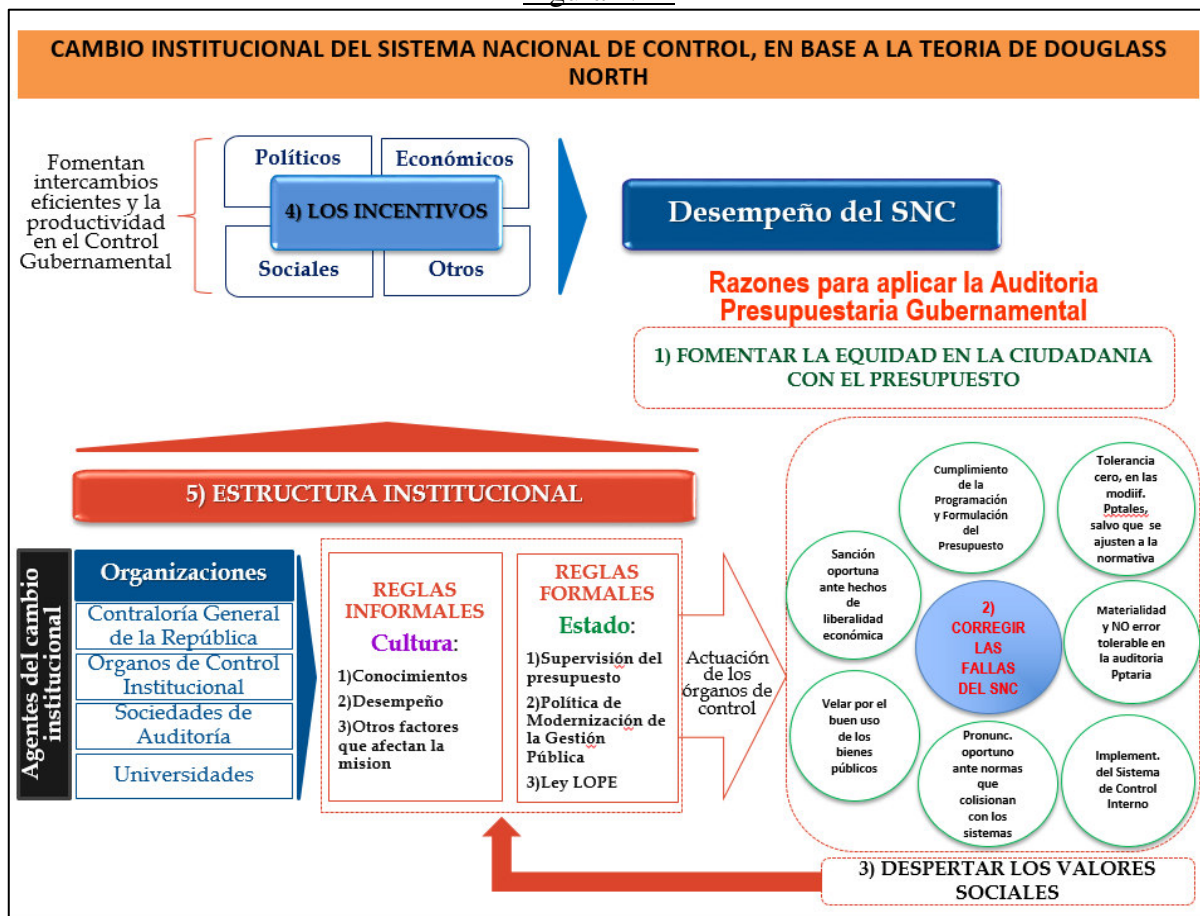 CAMBIO INSTITUCIONAL DEL SISTEMA NACIONAL DE CONTROL, EN BASE A LA TEORIA DE DOUGLASS
NORTH
Fomentan
intercambios
eficientes y la
productividad
en el Control
Gubernamental
Políticos
Económicos
4) LOS INCENTIVOS
Sociales
Otros
Desempeño del SNC
Razones para aplicar la Auditoria
Presupuestaria Gubernamental
1) FOMENTAR LA EQUIDAD EN LA CIUDADANIA
CON EL PRESUPUESTO
5) ESTRUCTURA INSTITUCIONAL
Agentes del cambio
institucional
Organizaciones
Contraloría General
de la República
Organos de Control
Institucional
Sociedades de
Auditoría
Universidades
REGLAS
INFORMALES
Cultura:
1)Conocimientos
2)Desempeño
3)Otros factores
que afectan la
mision
REGLAS
FORMALES
Estado:
1)Supervisión del
presupuesto
2)Política de
Modernización de
la Gestión
Pública
3)Ley LOPE
Actuación
de los
órganos de
control
Cumplimiento
de la
Programación
y Formulación
del
Presupuesto
Tolerancia
cero, en las
modiif.
Pptales,
salvo que se
ajusten a la
normativa
Sanción
oportuna
ante hechos
de
liberalidad
económica
2)
CORREGIR
LAS
FALLAS
DEL SNC
Materialidad
y NO error
tolerable en
la auditoria
Pptaria
Velar por el
buen uso
de los
bienes
públicos
Pronunc.
oportuno
ante normas
que
colisionan
con los
sistemas
Implement.
del Sistema
de Control
Interno
3) DESPERTAR LOS VALORES
SOCIALES